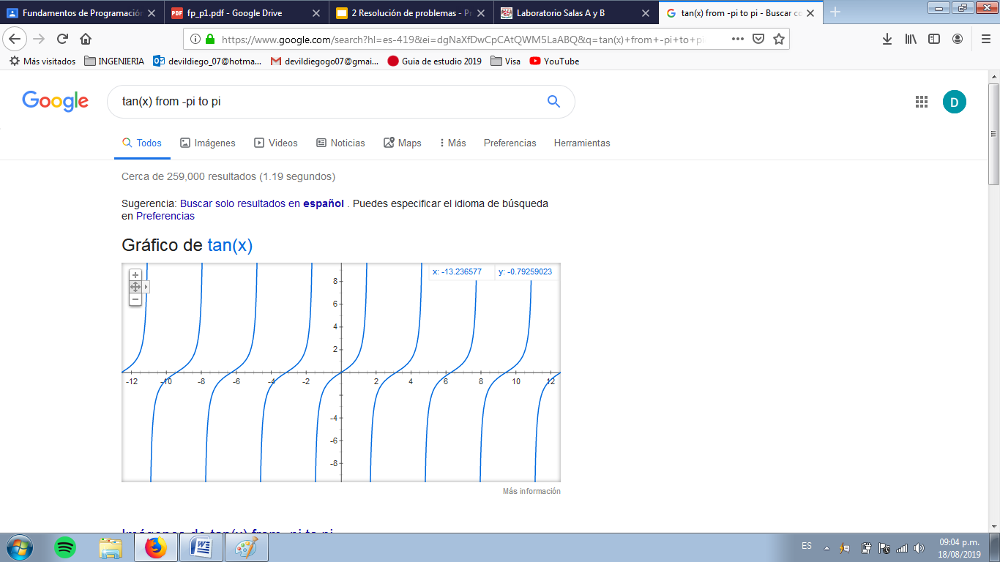 Fundamentos de Programación
fp_p1.pdf - Google Drive
2 Resolución de problemas - P
Laboratorio Salas A y B
tan(x) from -pi to pi - Buscar co
https://www.google.com/search?hl=es-419&ei=dgNaXfDwCpCAtQWM5LaABQ&q=tan(x)+from+-pi+to+p
Más visitados
INGENIERIA
devildiego_07@hotma...
devildiegogo07@gmai...
Guia de estudio 2019
Visa
YouTube
Google
tan(x) from -pi to pi
D
Todos
Imágenes
Videos
Noticias
Maps
Más
Preferencias
Herramientas
Cerca de 259,000 resultados (1.19 segundos)
Sugerencia: Buscar solo resultados en español . Puedes especificar el idioma de búsqueda
en Preferencias
Gráfico de tan(x)
x: -13.236577 y: -0.79259023
8
6
4
2
-12 -10 -8 -6 -4 -2 2 4 6 8 10 12
-4
-6
-8
Más información
Imágenes de tan(x) from -pi to pi
ES
09:04 p.m.
18/08/2019